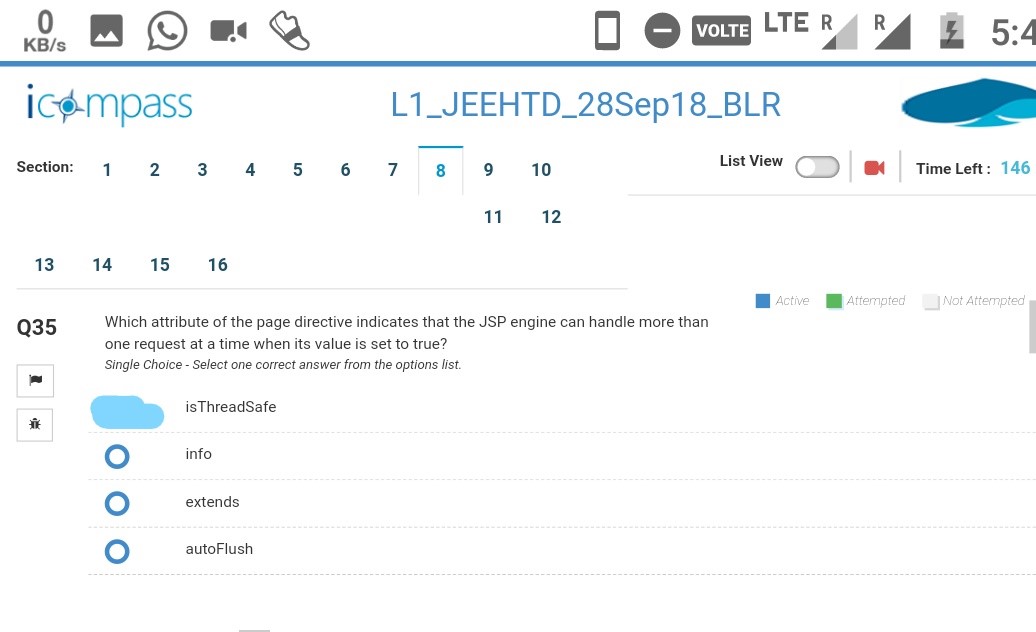 0
KB/s
VOLTE LTE R R 5:4
icompass
L1_JEEHTD_28Sep18_BLR
Section: 1 2 3 4 5 6 7 8 9 10
List View Time Left : 146
11 12
13 14 15 16
Active Attempted Not Attempted
Q35
Which attribute of the page directive indicates that the JSP engine can handle more than
one request at a time when its value is set to true?
Single Choice - Select one correct answer from the options list.
isThreadSafe
info
extends
autoFlush